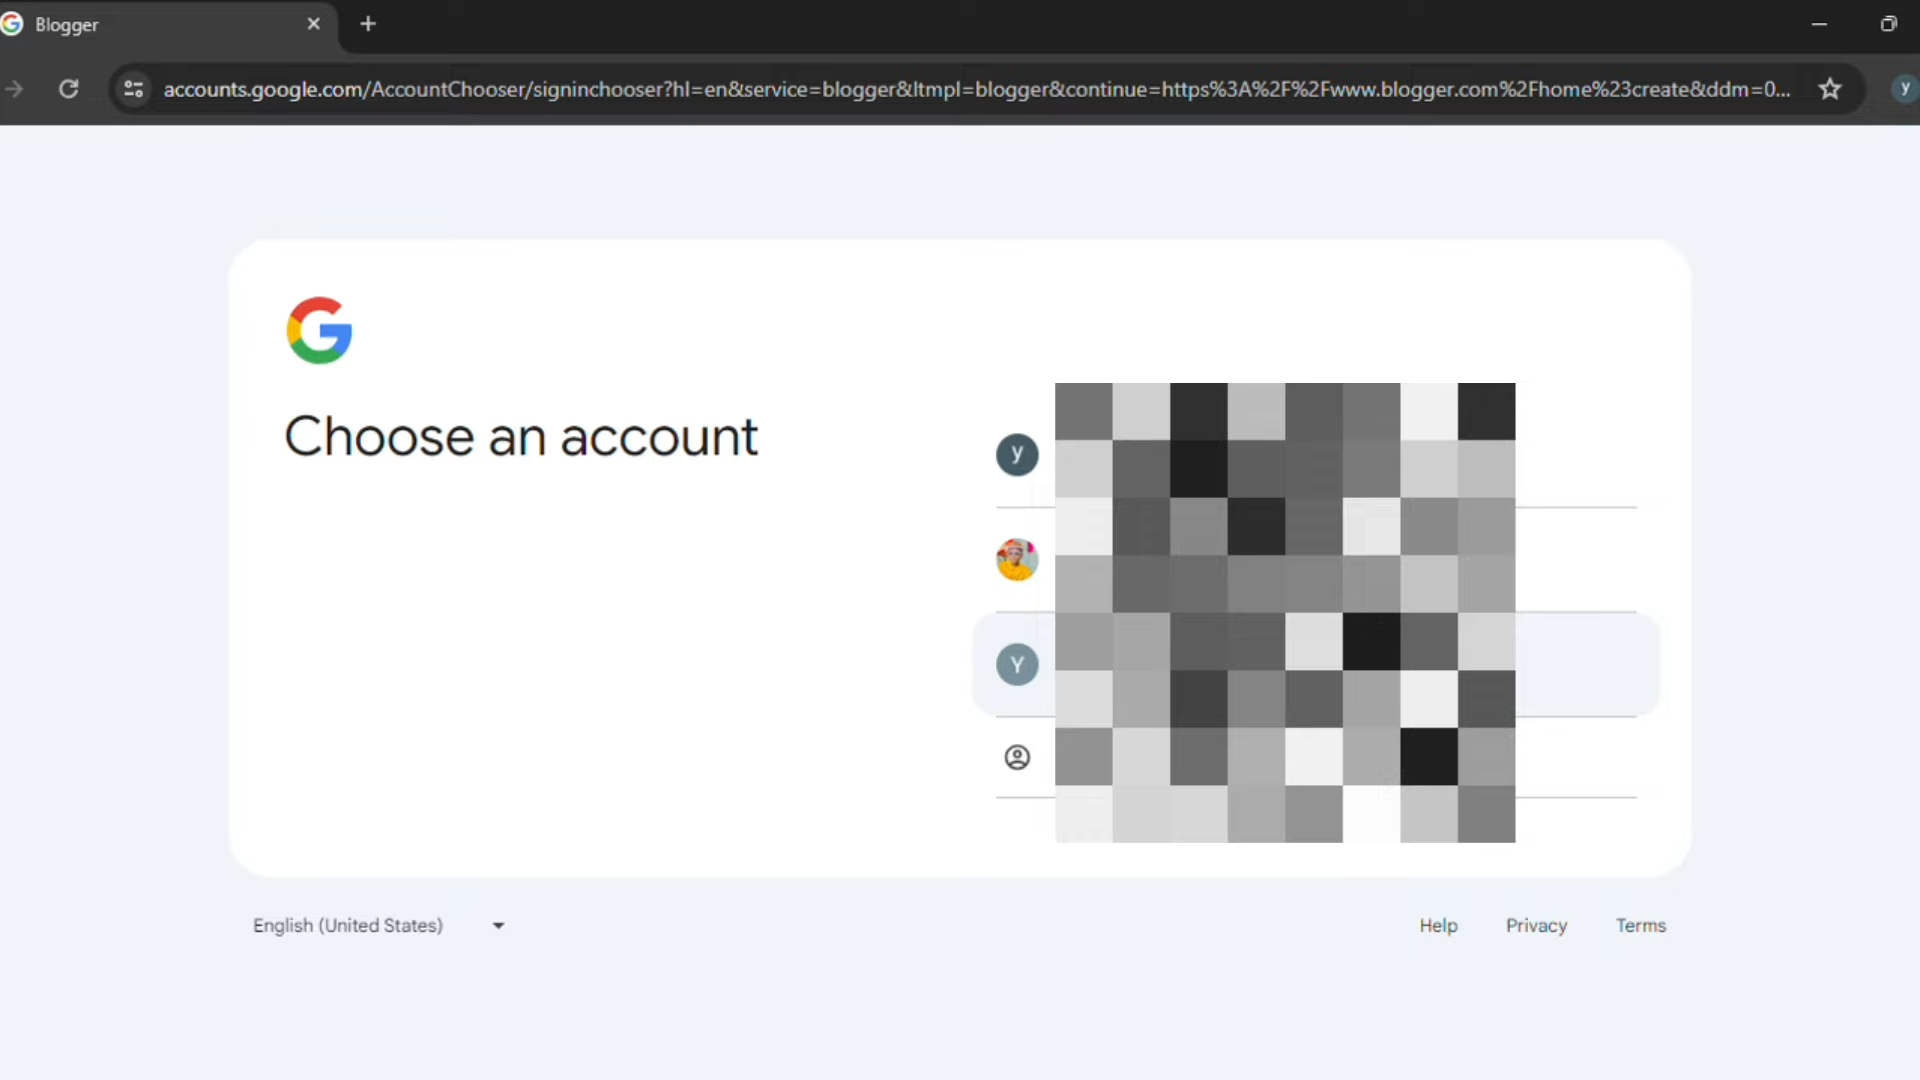 Blogger
accounts.google.com/AccountChooser/signinchooser?hl=en&service=blogger&ltmpl=blogger&continue=https%3A%2F%2Fwww.blogger.com%2Fhome%23create&ddm=0...
y
Choose an account
y
Y
English (United States)
Help Privacy Terms